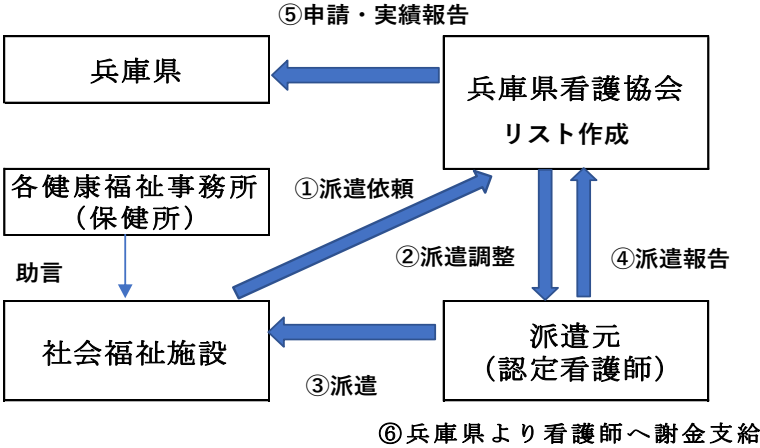 ⑤申請・実績報告
兵庫県
兵庫県看護協会
リスト作成
各健康福祉事務所
（保健所）
①派遣依頼
②派遣調整
④派遣報告
助言
社会福祉施設
派遣元
（認定看護師）
③派遣
⑥兵庫県より看護師へ謝金支給